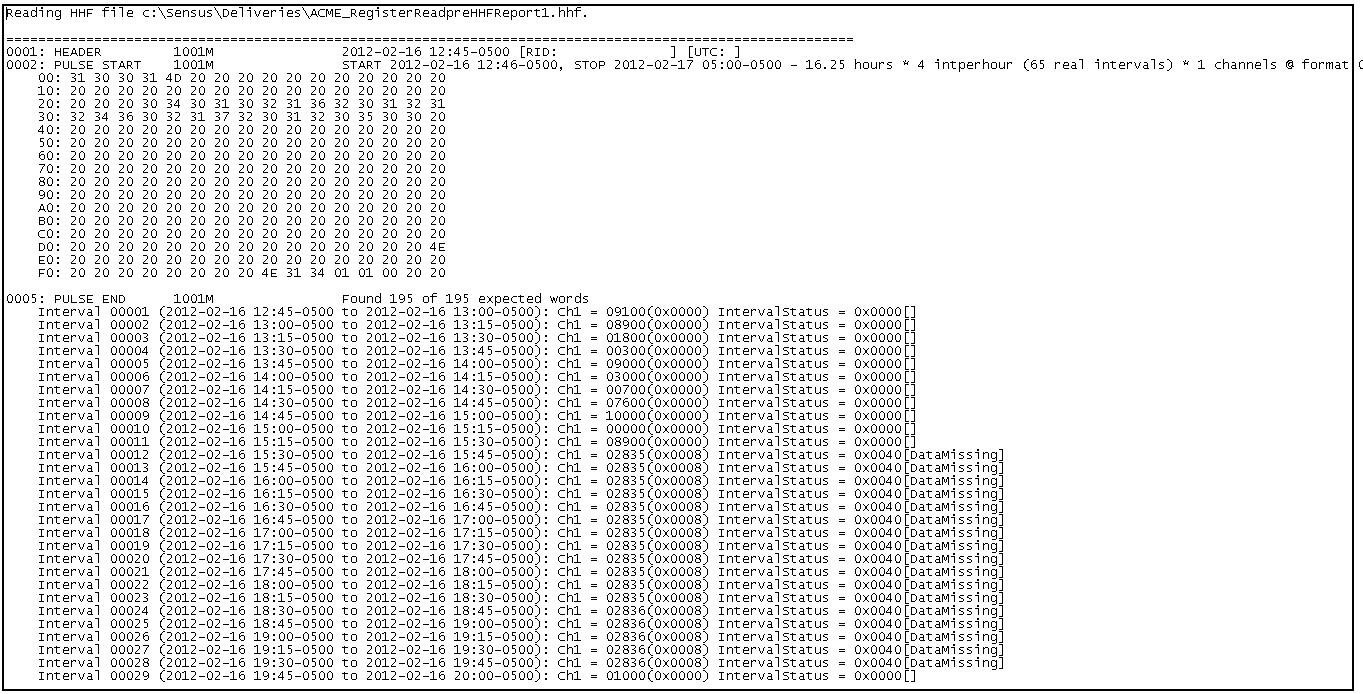 Reading HHF file c:\Sensus\Deliveries\ACME_RegisterReadpreHHFReport1.hhf.
==========================================================================================================
0001: HEADER 1001M 2012-02-16 12:45-0500 [RID: ] [UTC: ]
0002: PULSE START 1001M START 2012-02-16 12:46-0500, STOP 2012-02-17 05:00-0500 - 16.25 hours * 4 intperhour (65 real intervals) * 1 channels @ format
00: 31 30 30 31 4D 20 20 20 20 20 20 20 20 20 20 20
10: 20 20 20 20 20 20 20 20 20 20 20 20 20 20 20 20
20: 20 20 20 30 34 30 31 30 32 31 36 32 30 31 32 31
30: 32 34 36 30 32 31 37 32 30 31 32 30 35 30 30 20
40: 20 20 20 20 20 20 20 20 20 20 20 20 20 20 20 20
50: 20 20 20 20 20 20 20 20 20 20 20 20 20 20 20 20
60: 20 20 20 20 20 20 20 20 20 20 20 20 20 20 20 20
70: 20 20 20 20 20 20 20 20 20 20 20 20 20 20 20 20
80: 20 20 20 20 20 20 20 20 20 20 20 20 20 20 20 20
90: 20 20 20 20 20 20 20 20 20 20 20 20 20 20 20 20
A0: 20 20 20 20 20 20 20 20 20 20 20 20 20 20 20 20
B0: 20 20 20 20 20 20 20 20 20 20 20 20 20 20 20 20
C0: 20 20 20 20 20 20 20 20 20 20 20 20 20 20 20 20
D0: 20 20 20 20 20 20 20 20 20 20 20 20 20 20 20 4E
E0: 20 20 20 20 20 20 20 20 20 20 20 20 20 20 20 20
F0: 20 20 20 20 20 20 20 20 4E 31 34 01 01 00 20 20
0005: PULSE END 1001M Found 195 of 195 expected words
Interval 00001 (2012-02-16 12:45-0500 to 2012-02-16 13:00-0500): Ch1 = 09100(0x0000) IntervalStatus = 0x0000[]
Interval 00002 (2012-02-16 13:00-0500 to 2012-02-16 13:15-0500): Ch1 = 08900(0x0000) IntervalStatus = 0x0000[]
Interval 00003 (2012-02-16 13:15-0500 to 2012-02-16 13:30-0500): Ch1 = 01800(0x0000) IntervalStatus = 0x0000[]
Interval 00004 (2012-02-16 13:30-0500 to 2012-02-16 13:45-0500): Ch1 = 00300(0x0000) IntervalStatus = 0x0000[]
Interval 00005 (2012-02-16 13:45-0500 to 2012-02-16 14:00-0500): Ch1 = 09000(0x0000) IntervalStatus = 0x0000[]
Interval 00006 (2012-02-16 14:00-0500 to 2012-02-16 14:15-0500): Ch1 = 03000(0x0000) IntervalStatus = 0x0000[]
Interval 00007 (2012-02-16 14:15-0500 to 2012-02-16 14:30-0500): Ch1 = 00700(0x0000) IntervalStatus = 0x0000[]
Interval 00008 (2012-02-16 14:30-0500 to 2012-02-16 14:45-0500): Ch1 = 07600(0x0000) IntervalStatus = 0x0000[]
Interval 00009 (2012-02-16 14:45-0500 to 2012-02-16 15:00-0500): Ch1 = 10000(0x0000) IntervalStatus = 0x0000[]
Interval 00010 (2012-02-16 15:00-0500 to 2012-02-16 15:15-0500): Ch1 = 00000(0x0000) IntervalStatus = 0x0000[]
Interval 00011 (2012-02-16 15:15-0500 to 2012-02-16 15:30-0500): Ch1 = 08900(0x0000) IntervalStatus = 0x0000[]
Interval 00012 (2012-02-16 15:30-0500 to 2012-02-16 15:45-0500): Ch1 = 02835(0x0008) IntervalStatus = 0x0040[DataMissing]
Interval 00013 (2012-02-16 15:45-0500 to 2012-02-16 16:00-0500): Ch1 = 02835(0x0008) IntervalStatus = 0x0040[DataMissing]
Interval 00014 (2012-02-16 16:00-0500 to 2012-02-16 16:15-0500): Ch1 = 02835(0x0008) IntervalStatus = 0x0040[DataMissing]
Interval 00015 (2012-02-16 16:15-0500 to 2012-02-16 16:30-0500): Ch1 = 02835(0x0008) IntervalStatus = 0x0040[DataMissing]
Interval 00016 (2012-02-16 16:30-0500 to 2012-02-16 16:45-0500): Ch1 = 02835(0x0008) IntervalStatus = 0x0040[DataMissing]
Interval 00017 (2012-02-16 16:45-0500 to 2012-02-16 17:00-0500): Ch1 = 02835(0x0008) IntervalStatus = 0x0040[DataMissing]
Interval 00018 (2012-02-16 17:00-0500 to 2012-02-16 17:15-0500): Ch1 = 02835(0x0008) IntervalStatus = 0x0040[DataMissing]
Interval 00019 (2012-02-16 17:15-0500 to 2012-02-16 17:30-0500): Ch1 = 02835(0x0008) IntervalStatus = 0x0040[DataMissing]
Interval 00020 (2012-02-16 17:30-0500 to 2012-02-16 17:45-0500): Ch1 = 02835(0x0008) IntervalStatus = 0x0040[DataMissing]
Interval 00021 (2012-02-16 17:45-0500 to 2012-02-16 18:00-0500): Ch1 = 02835(0x0008) IntervalStatus = 0x0040[DataMissing]
Interval 00022 (2012-02-16 18:00-0500 to 2012-02-16 18:15-0500): Ch1 = 02835(0x0008) IntervalStatus = 0x0040[DataMissing]
Interval 00023 (2012-02-16 18:15-0500 to 2012-02-16 18:30-0500): Ch1 = 02835(0x0008) IntervalStatus = 0x0040[DataMissing]
Interval 00024 (2012-02-16 18:30-0500 to 2012-02-16 18:45-0500): Ch1 = 02836(0x0008) IntervalStatus = 0x0040[DataMissing]
Interval 00025 (2012-02-16 18:45-0500 to 2012-02-16 19:00-0500): Ch1 = 02836(0x0008) IntervalStatus = 0x0040[DataMissing]
Interval 00026 (2012-02-16 19:00-0500 to 2012-02-16 19:15-0500): Ch1 = 02836(0x0008) IntervalStatus = 0x0040[DataMissing]
Interval 00027 (2012-02-16 19:15-0500 to 2012-02-16 19:30-0500): Ch1 = 02836(0x0008) IntervalStatus = 0x0040[DataMissing]
Interval 00028 (2012-02-16 19:30-0500 to 2012-02-16 19:45-0500): Ch1 = 02836(0x0008) IntervalStatus = 0x0040[DataMissing]
Interval 00029 (2012-02-16 19:45-0500 to 2012-02-16 20:00-0500): Ch1 = 01000(0x0000) IntervalStatus = 0x0000[]